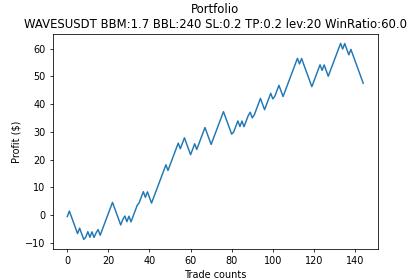 Portfolio
WAVESUSDT BBM:1.7 BBL:240 SL:0.2 TP:0.2 lev:20 WinRatio:60.0
60
50
40
30
20
10
0
−10
Profit ($)
0 20 40 60 80 100 120 140
Trade counts